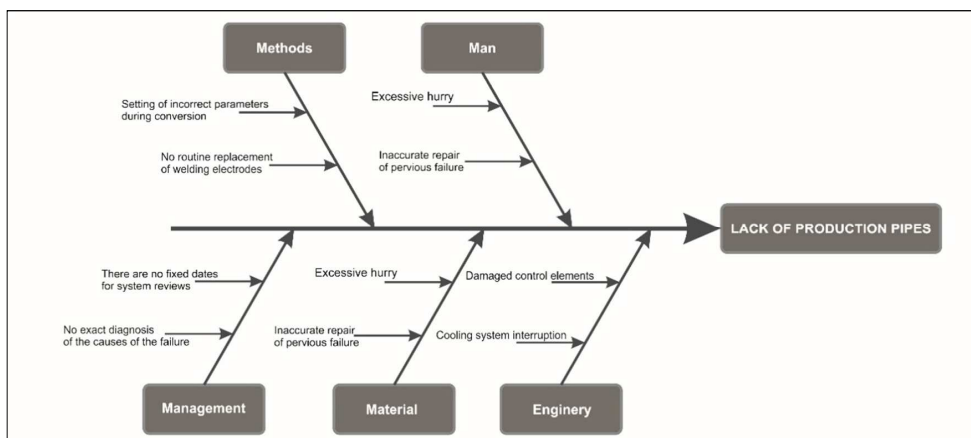 Methods
Man
Setting of incorrect parameters
during conversion
Excessive hurry
No routine replacement
of welding electrodes
Inaccurate repair
of pervious failure
LACK OF PRODUCTION PIPES
There are no fixed dates
for system reviews
Excessive hurry
Damaged control elements
No exact diagnosis
of the causes of the failure
Inaccurate repair
of pervious failure
Cooling system interruption
Management
Material
Enginery